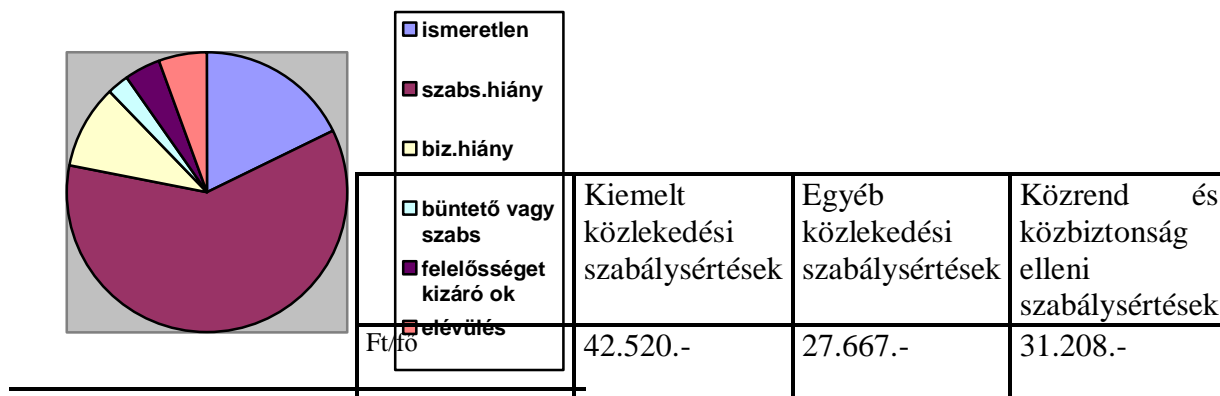 ismeretlen
szabs.hiány
biz.hiány
büntető vagy
szabs
felelősséget
kizáró ok
elévülés
Kiemelt
közlekedési
szabálysértések
Egyéb
közlekedési
szabálysértések
Közrend és
közbiztonság
elleni
szabálysértések
Ft/fő
42.520.-
27.667.-
31.208.-